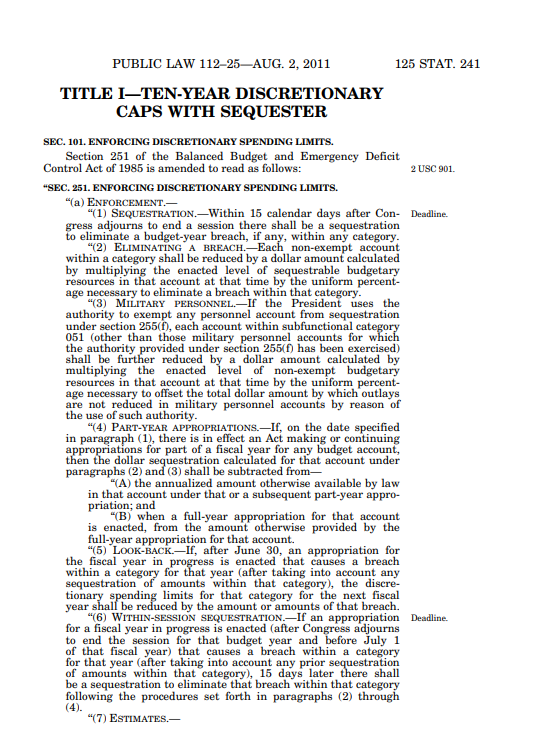 PUBLIC LAW 112–25—AUG. 2, 2011 125 STAT. 241
TITLE I—TEN-YEAR DISCRETIONARY
CAPS WITH SEQUESTER
SEC. 101. ENFORCING DISCRETIONARY SPENDING LIMITS.
Section 251 of the Balanced Budget and Emergency Deficit
Control Act of 1985 is amended to read as follows:
2 USC 901.
“SEC. 251. ENFORCING DISCRETIONARY SPENDING LIMITS.
“(a) ENFORCEMENT.—
“(1) SEQUESTRATION.—Within 15 calendar days after Con-
Deadline.
gress adjourns to end a session there shall be a sequestration
to eliminate a budget-year breach, if any, within any category.
“(2) ELIMINATING A BREACH.—Each non-exempt account
within a category shall be reduced by a dollar amount calculated
by multiplying the enacted level of sequestrable budgetary
resources in that account at that time by the uniform percent-
age necessary to eliminate a breach within that category.
“(3) MILITARY PERSONNEL.—If the President uses the
authority to exempt any personnel account from sequestration
under section 255(f), each account within subfunctional category
051 (other than those military personnel accounts for which
the authority provided under section 255(f) has been exercised)
shall be further reduced by a dollar amount calculated by
multiplying the enacted level of non-exempt budgetary
resources in that account at that time by the uniform percent-
age necessary to offset the total dollar amount by which outlays
are not reduced in military personnel accounts by reason of
the use of such authority.
“(4) PART-YEAR APPROPRIATIONS.—If, on the date specified
in paragraph (1), there is in effect an Act making or continuing
appropriations for part of a fiscal year for any budget account,
then the dollar sequestration calculated for that account under
paragraphs (2) and (3) shall be subtracted from—
“(A) the annualized amount otherwise available by law
in that account under that or a subsequent part-year appro-
priation; and
“(B) when a full-year appropriation for that account
is enacted, from the amount otherwise provided by the
full-year appropriation for that account.
“(5) LOOK-BACK.—If, after June 30, an appropriation for
the fiscal year in progress is enacted that causes a breach
within a category for that year (after taking into account any
sequestration of amounts within that category), the discre-
tionary spending limits for that category for the next fiscal
year shall be reduced by the amount or amounts of that breach.
“(6) WITHIN-SESSION SEQUESTRATION.—If an appropriation
Deadline.
for a fiscal year in progress is enacted (after Congress adjourns
to end the session for that budget year and before July 1
of that fiscal year) that causes a breach within a category
for that year (after taking into account any prior sequestration
of amounts within that category), 15 days later there shall
be a sequestration to eliminate that breach within that category
following the procedures set forth in paragraphs (2) through
(4).
“(7) ESTIMATES.—